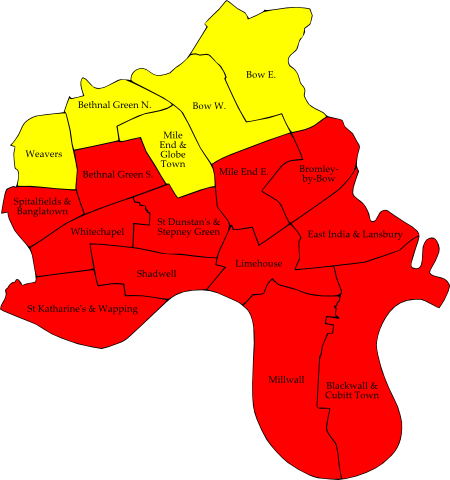 Bow E.
Bethnal Green N.
Bow W.
Mile
End &
Globe
Town
Weavers
Bethnal Green S.
Mile End E.
Bromley-
by-Bow
Spitalfields &
Banglatown
Whitechapel
St Dunstan's &
Stepney Green
East India & Lansbury
Limehouse
Shadwell
St Katharine's & Wapping
Millwall
Blackwall &
Cubitt Town